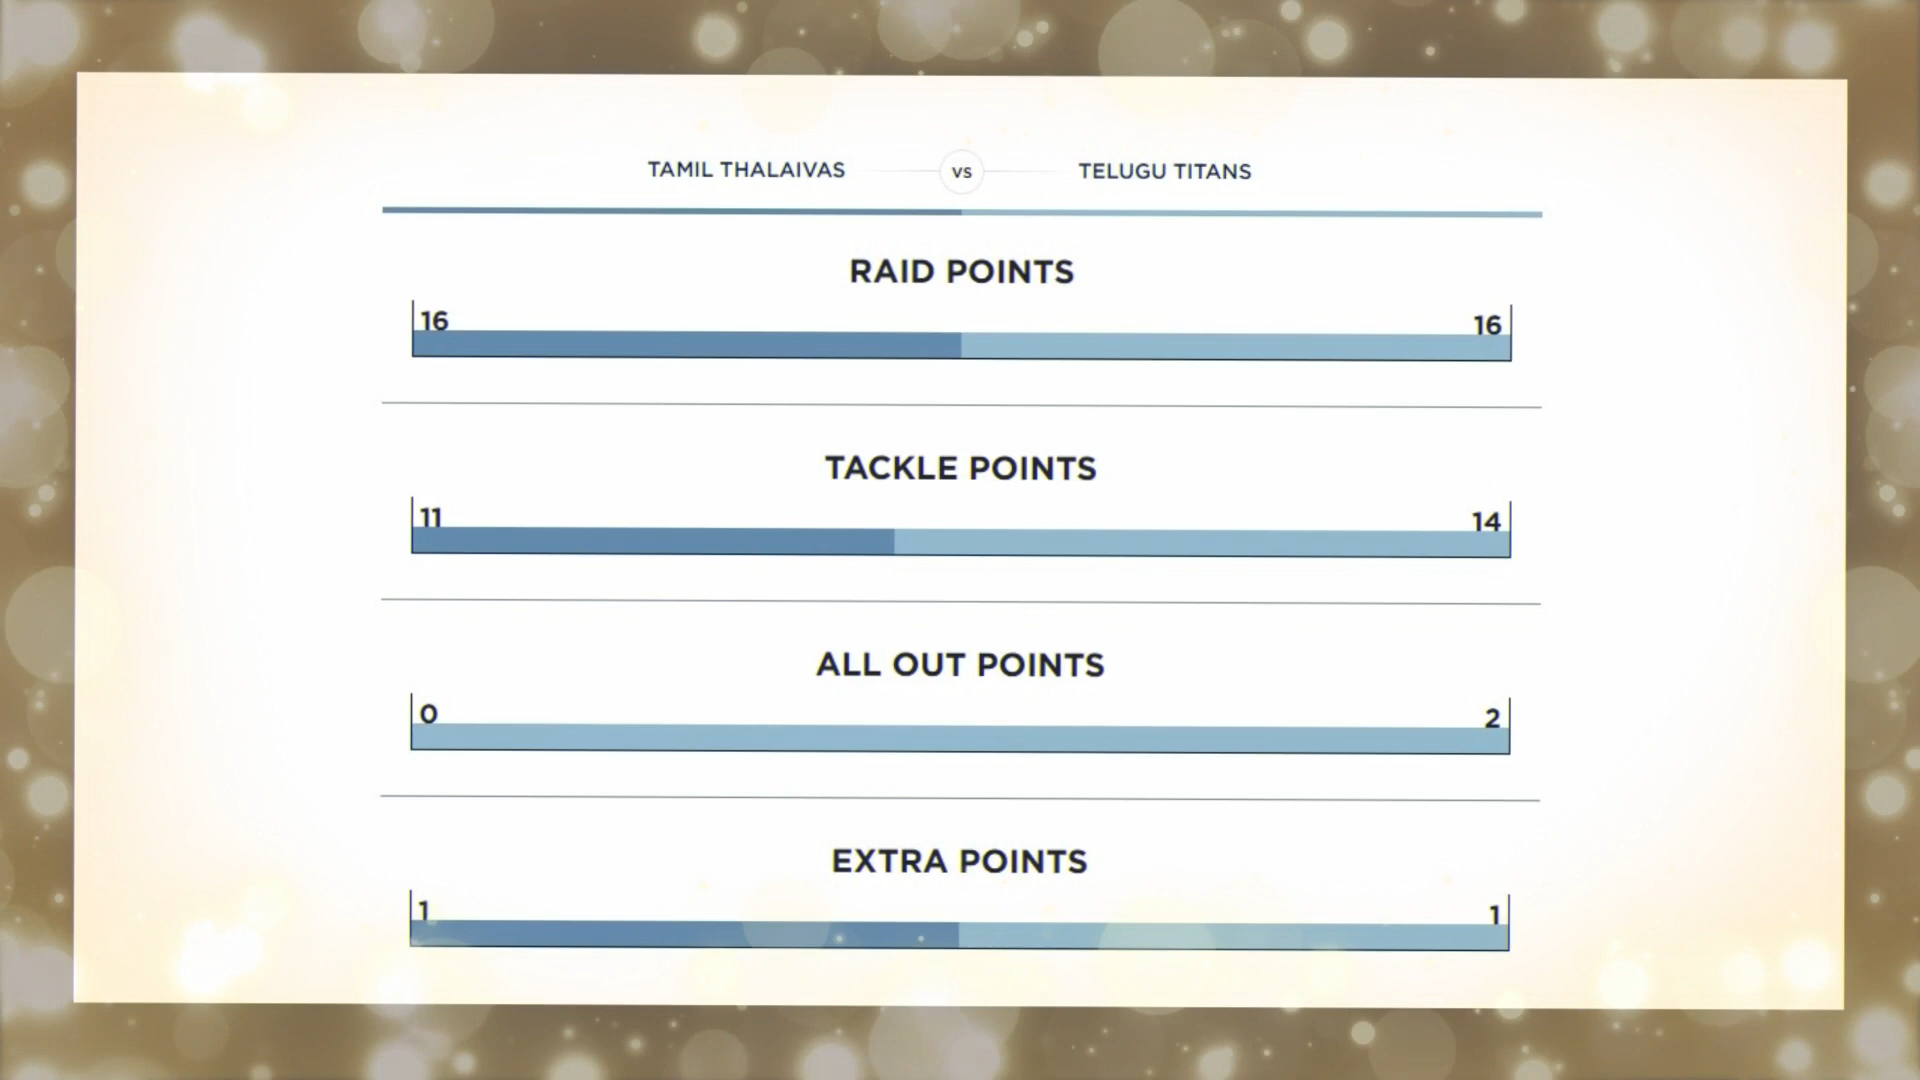 TAMIL THALAIVAS VS TELUGU TITANS
RAID POINTS
16 16
TACKLE POINTS
11 14
ALL OUT POINTS
0 2
EXTRA POINTS
1 1